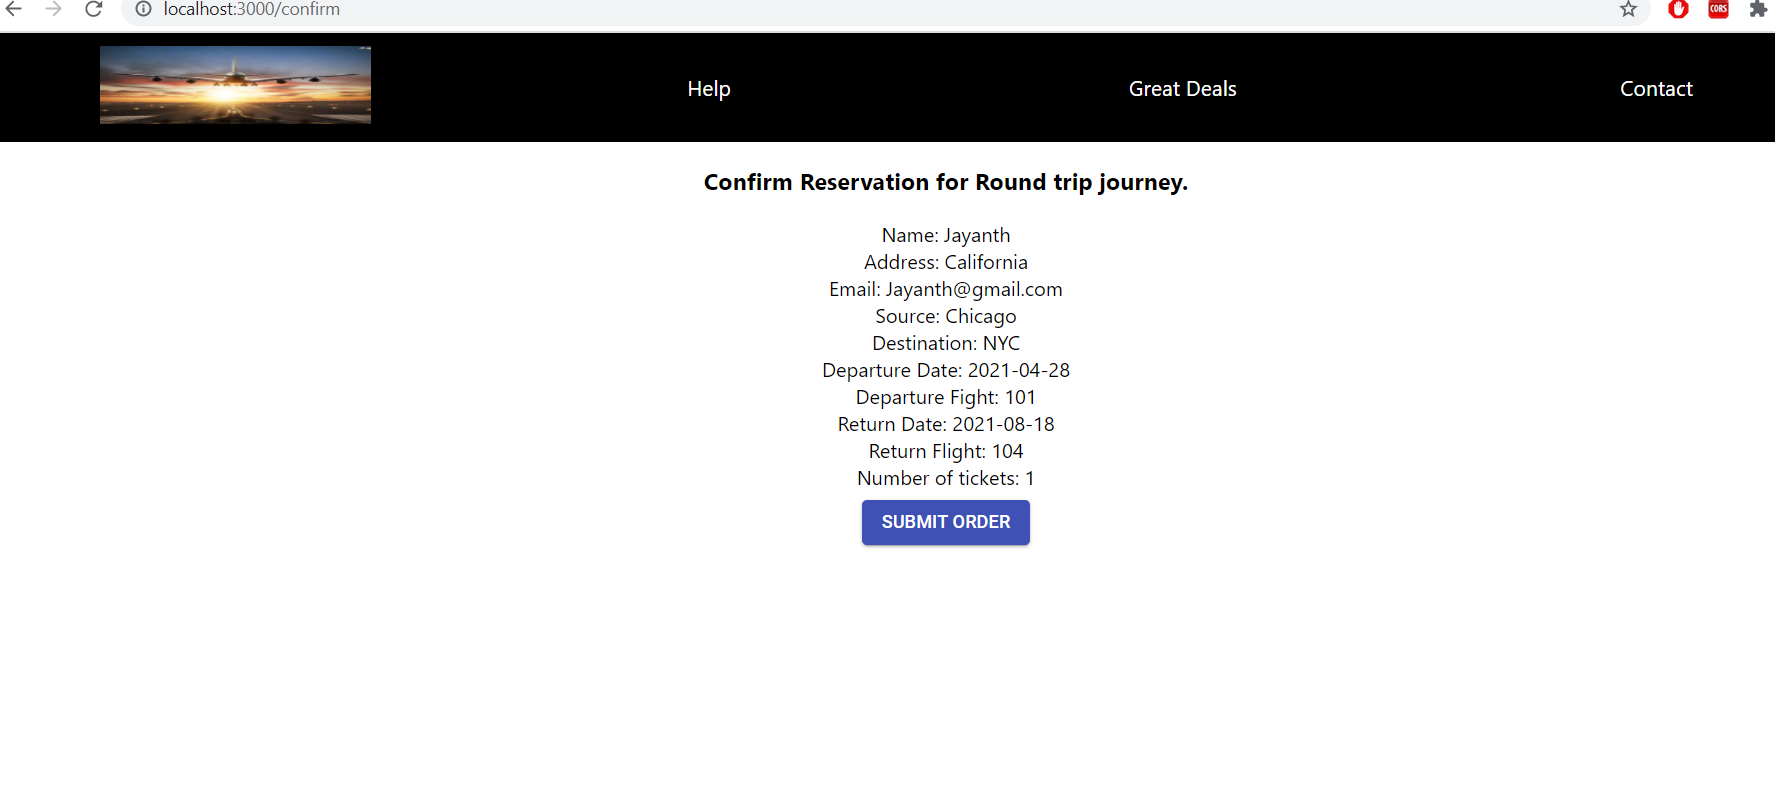 localhost:3000/confirm
CORS
Help
Great Deals
Contact
Confirm Reservation for Round trip journey.
Name: Jayanth
Address: California
Email: Jayanth@gmail.com
Source: Chicago
Destination: NYC
Departure Date: 2021-04-28
Departure Fight: 101
Return Date: 2021-08-18
Return Flight: 104
Number of tickets: 1
SUBMIT ORDER